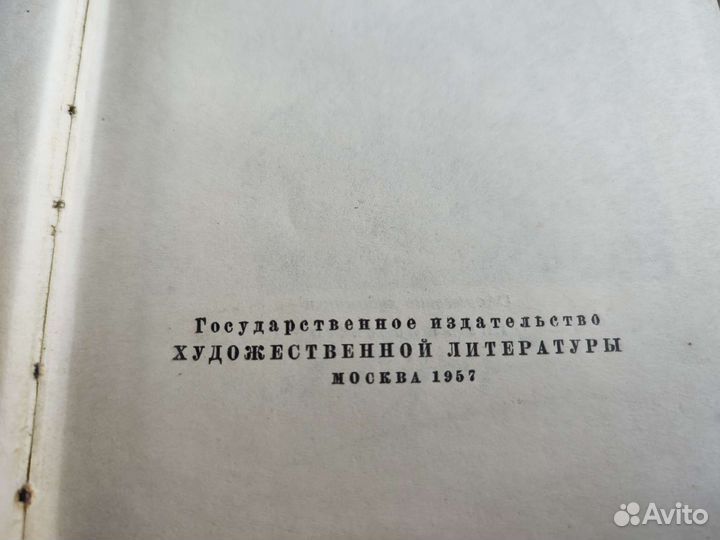 Государственное издательство
ХУДОЖЕСТВЕННОЙ ЛИТЕРАТУРЫ
МОСКВА 1957
Avito